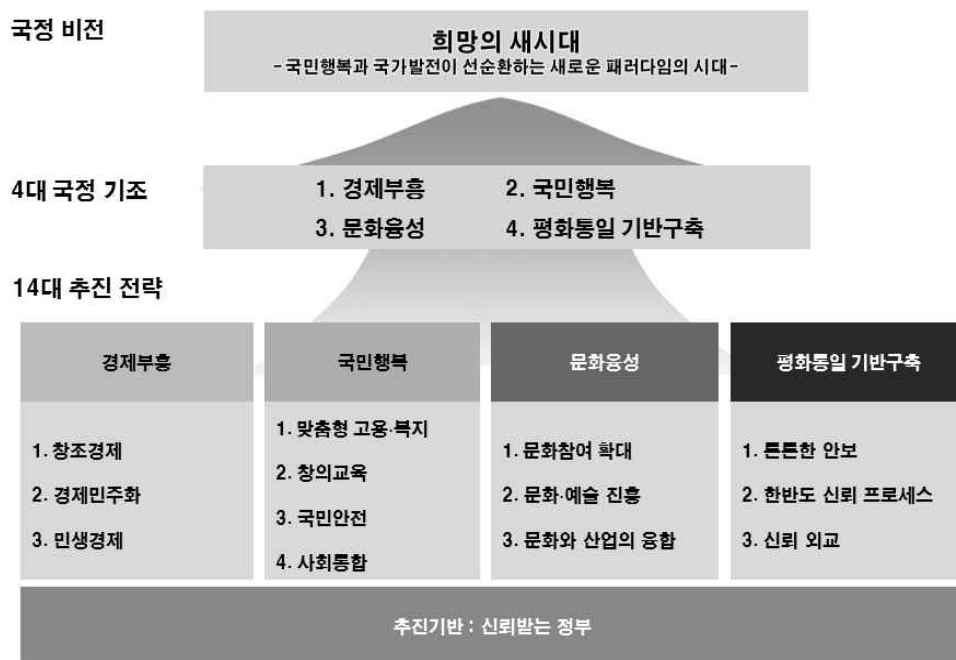 국정 비전
희망의 새시대
-국민행복과 국가발전이 선순환하는 새로운 패러다임의 시대-
4대 국정 기조
1. 경제부흥 2. 국민행복
3. 문화융성 4. 평화통일 기반구축
14대 추진 전략
경제부흥
1. 창조경제
2. 경제민주화
3. 민생경제
국민행복
1. 맞춤형 고용·복지
2. 창의교육
3. 국민안전
4. 사회통합
문화융성
1. 문화참여 확대
2. 문화·예술 진흥
3. 문화와 산업의 융합
평화통일 기반구축
1. 튼튼한 안보
2. 한반도 신뢰 프로세스
3. 신뢰 외교
추진기반 : 신뢰받는 정부